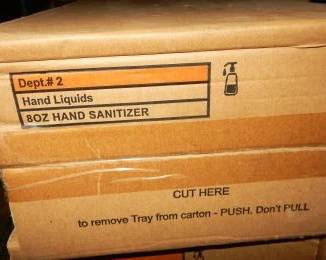 Dept.# 2
Hand Liquids
8OZ HAND SANITIZER
CUT HERE
to remove Tray from carton - PUSH. Don't PULL